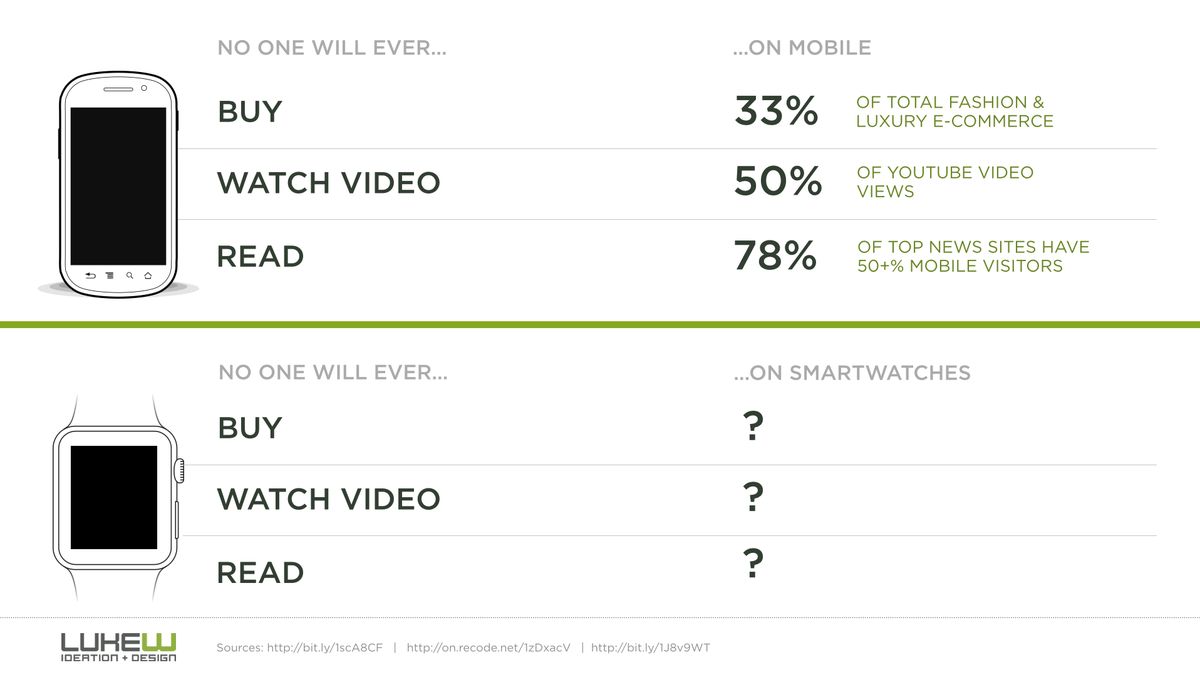 NO ONE WILL EVER... ...ON MOBILE
BUY 33% OF TOTAL FASHION &
LUXURY E-COMMERCE
WATCH VIDEO 50% OF YOUTUBE VIDEO
VIEWS
READ 78% OF TOP NEWS SITES HAVE
50+% MOBILE VISITORS
NO ONE WILL EVER... ...ON SMARTWATCHES
BUY ?
WATCH VIDEO ?
READ ?
LUKEW
IDEATION + DESIGN
Sources: http://bit.ly/1scA8CF | http://on.recode.net/1zDxacV | http://bit.ly/1J8v9WT